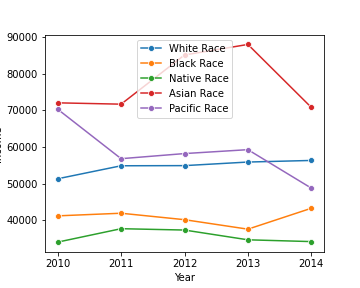 90000
80000
70000
60000
50000
40000
White Race
Black Race
Native Race
Asian Race
Pacific Race
2010 2011 2012 2013 2014
Year